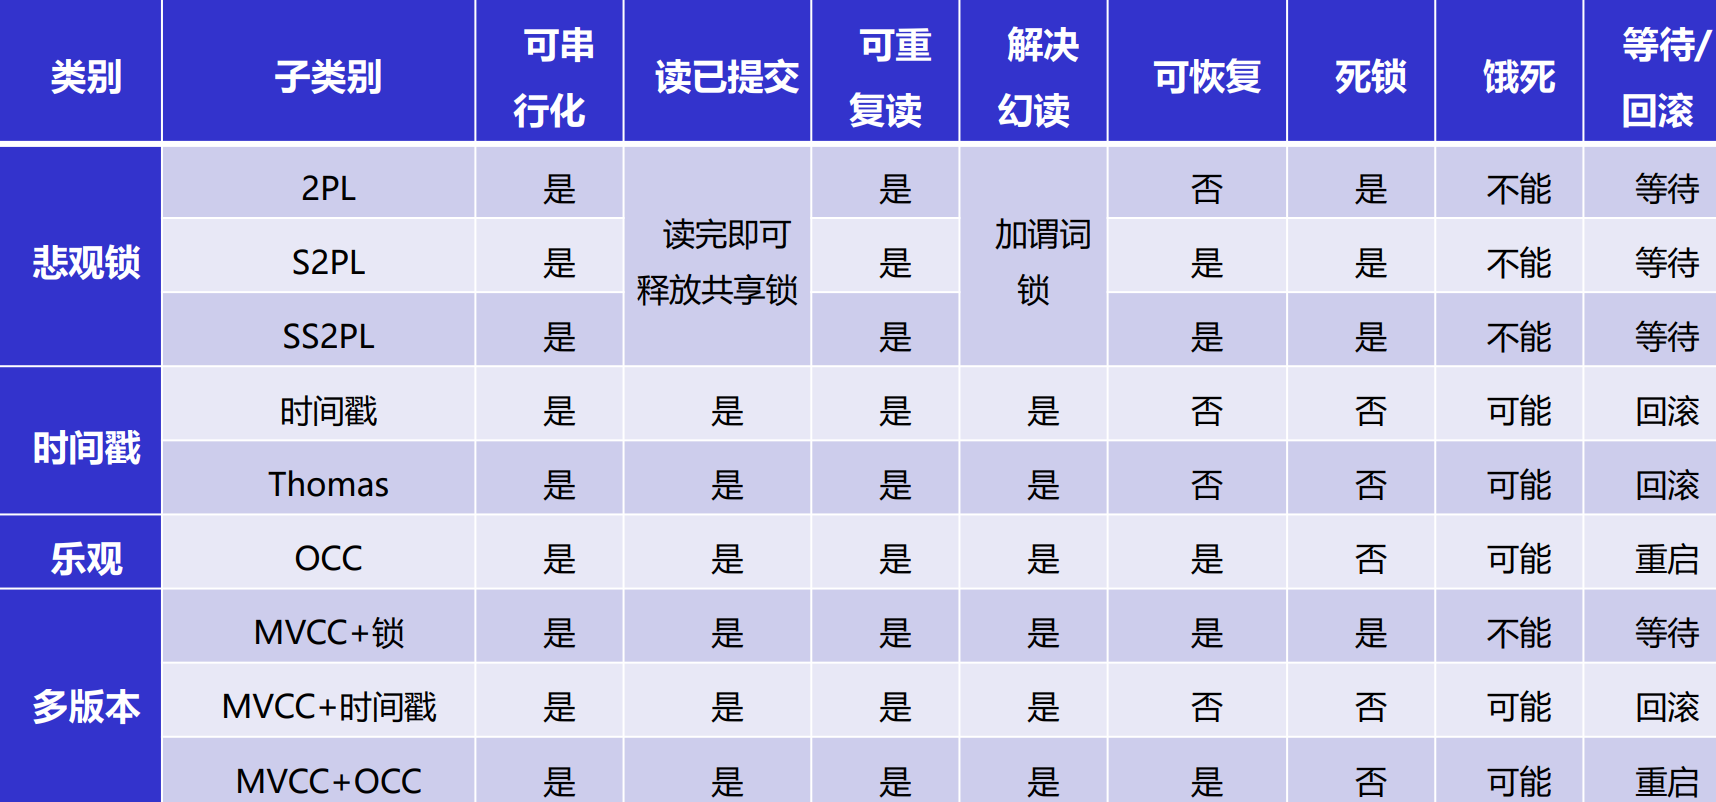 类别 子类别 可串行化 读已提交 可重复读 解决幻读 可恢复 死锁 饿死 等待/回滚
悲观锁 2PL 是 读完即可释放共享锁 是 加谓词锁 否 是 不能 等待
S2PL 是 是 是 是 不能 等待
SS2PL 是 是 是 是 不能 等待
时间戳 时间戳 是 是 是 是 否 否 可能 回滚
Thomas 是 是 是 是 否 否 可能 回滚
乐观 OCC 是 是 是 是 是 否 可能 重启
多版本 MVCC+锁 是 是 是 是 是 是 不能 等待
MVCC+时间戳 是 是 是 是 否 否 可能 回滚
MVCC+OCC 是 是 是 是 是 否 可能 重启